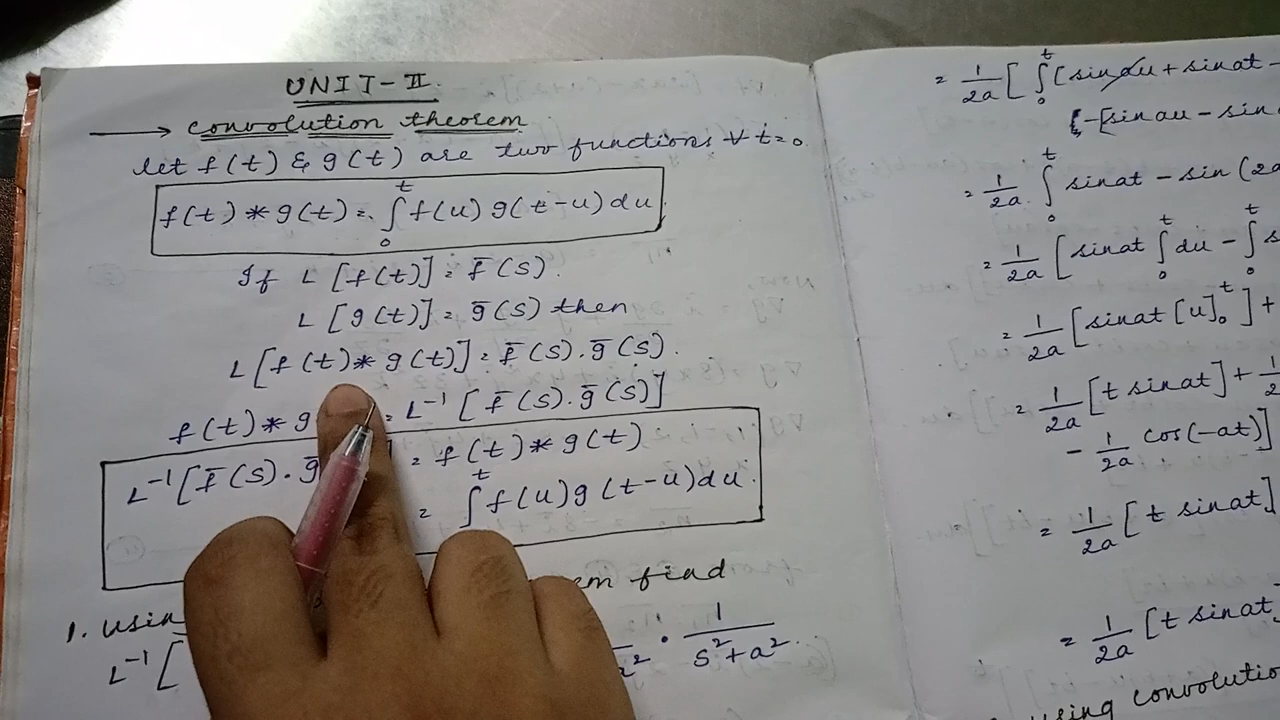 UNIT-II
→ convolution theorem
let f(t) & g(t) are two functions ∀ t=0
f(t) * g(t) = ∫₀ᵗ f(u) g(t-u) du
If L [f(t)] = f̄(s).
L [g(t)] = ḡ(s) then
L [f(t) * g(t)] = f̄(s). ḡ(s).
f(t) * g = L⁻¹ [f̄(s). ḡ(s)]
L⁻¹ [f̄(s). ḡ ] = f(t) * g(t)
= ∫₀ᵗ f(u) g(t-u) du.
1. usin em find
L⁻¹ [ a² . 1/(s²+a²).
= 1/2a [ ∫₀ᵗ [sin au + sinat -
[-[sin au - sin
= 1/2a ∫₀ᵗ sinat - sin (2a
= 1/2a [sinat ∫₀ᵗ du - ∫₀ᵗ s
= 1/2a [sinat [u]₀ᵗ ] +
= 1/2a [t sinat] + 1/2
- 1/2a cos(-at)]
= 1/2a [t sinat]
= 1/2a [t sinat
using convolutio